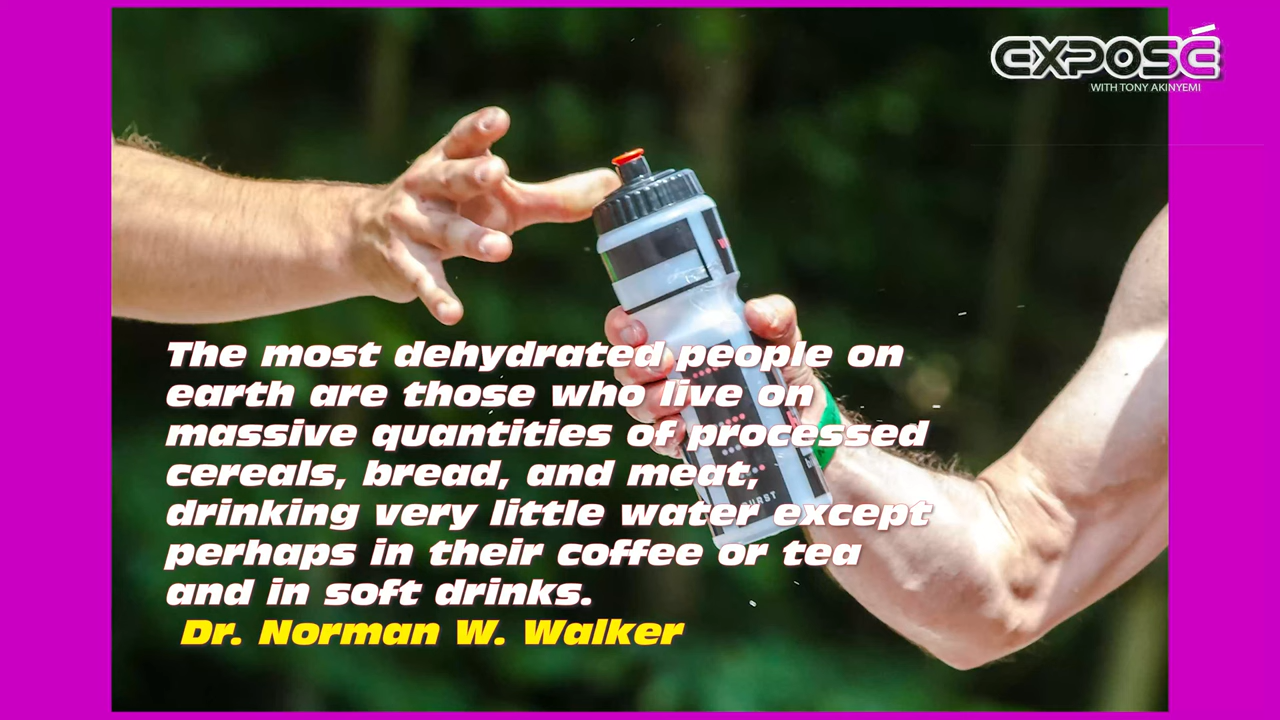 EXPOSÉ
WITH TONY AKINYEMI
The most dehydrated people on
earth are those who live on
massive quantities of processed
cereals, bread, and meat,
drinking very little water except
perhaps in their coffee or tea
and in soft drinks.
Dr. Norman W. Walker